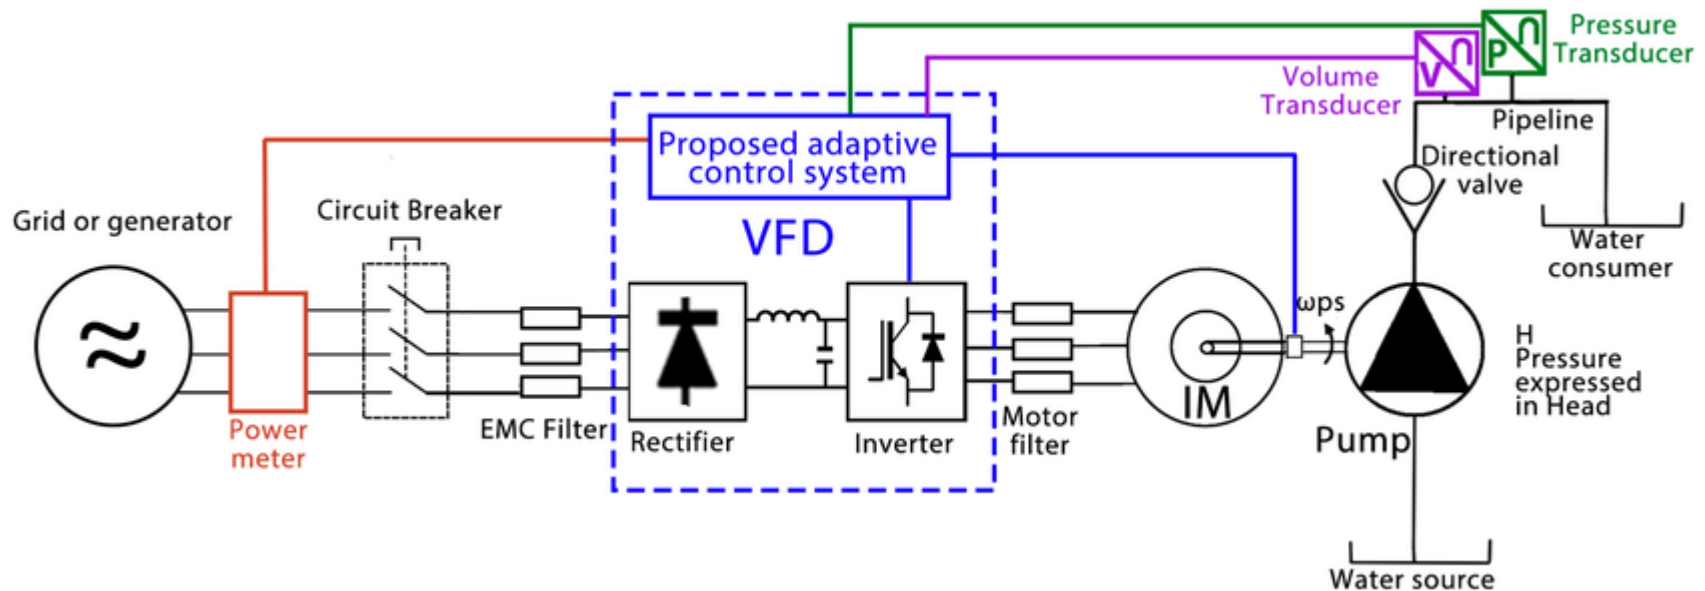 Pressure
Transducer
P
V
Volume
Transducer
Pipeline
Proposed adaptive
control system
Directional
valve
Grid or generator
Circuit Breaker
VFD
Water
consumer
ωps
H
Pressure
expressed
in Head
IM
Power
meter
EMC Filter
Rectifier
Inverter
Motor
filter
Pump
Water source